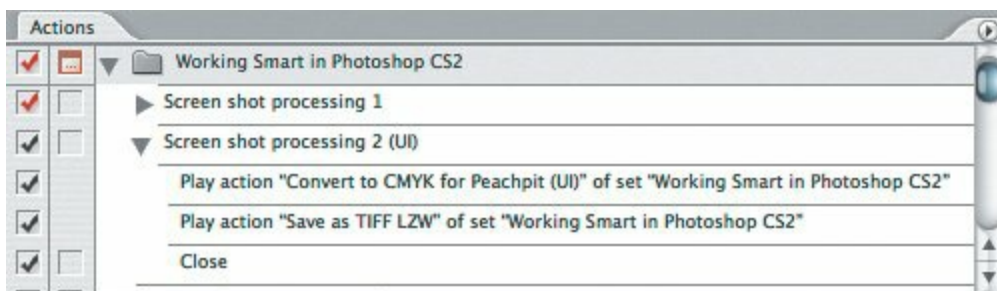 Actions
Working Smart in Photoshop CS2
Screen shot processing 1
Screen shot processing 2 (UI)
Play action "Convert to CMYK for Peachpit (UI)" of set "Working Smart in Photoshop CS2"
Play action "Save as TIFF LZW" of set "Working Smart in Photoshop CS2"
Close